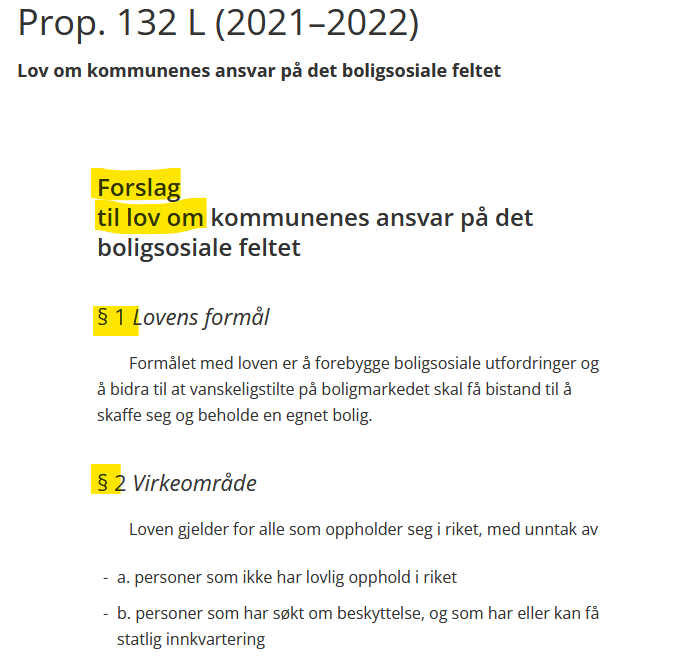 Prop. 132 L (2021–2022)
Lov om kommunenes ansvar på det boligsosiale feltet
Forslag
til lov om kommunenes ansvar på det
boligsosiale feltet
§ 1 Lovens formål
Formålet med loven er å forebygge boligsosiale utfordringer og
å bidra til at vanskeligstilte på boligmarkedet skal få bistand til å
skaffe seg og beholde en egnet bolig.
§ 2 Virkeområde
Loven gjelder for alle som oppholder seg i riket, med unntak av
- a. personer som ikke har lovlig opphold i riket
- b. personer som har søkt om beskyttelse, og som har eller kan få
statlig innkvartering